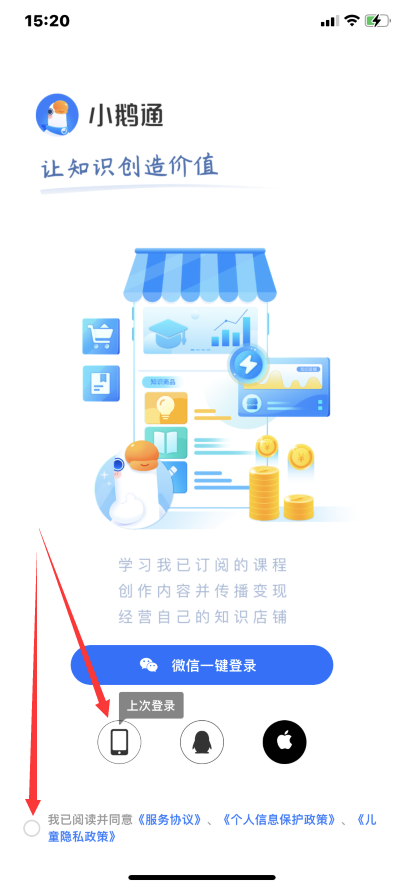 15:20
小鹅通
让知识创造价值
知识商品
学习我已订阅的课程
创作内容并传播变现
经营自己的知识店铺
微信一键登录
上次登录
我已阅读并同意《服务协议》、《个人信息保护政策》、《儿
童隐私政策》